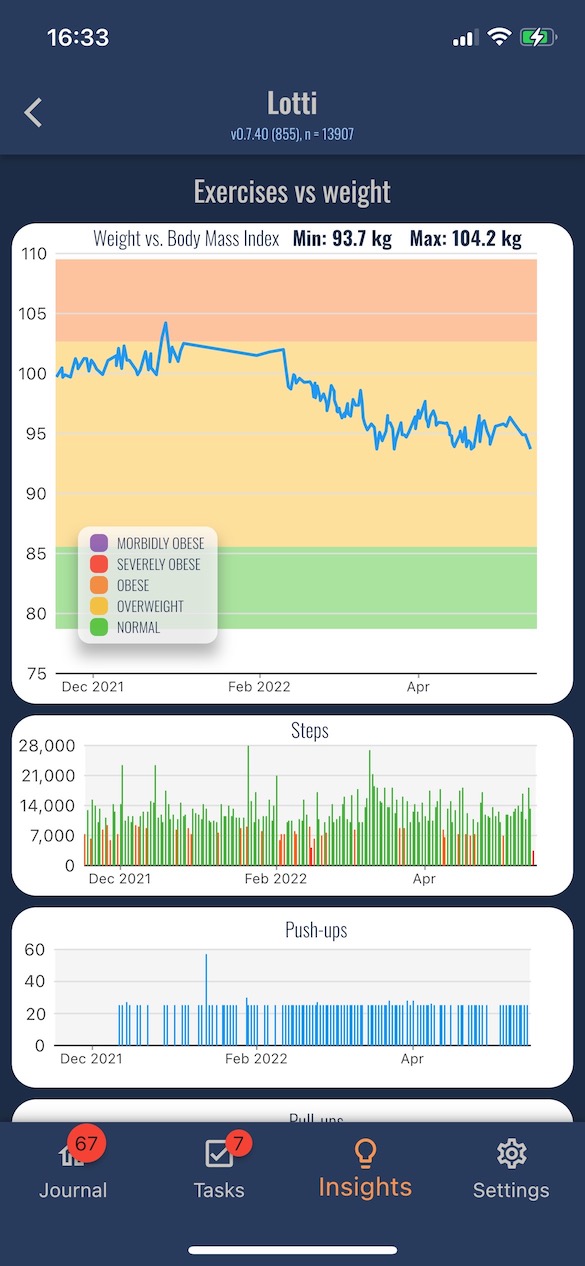 16:33
Lotti
v0.7.40 (855), n = 13907
Exercises vs weight
Weight vs. Body Mass Index Min: 93.7 kg Max: 104.2 kg
110
105
100
95
90
85
80
75
MORBIDLY OBESE
SEVERELY OBESE
OBESE
OVERWEIGHT
NORMAL
Dec 2021 Feb 2022 Apr
Steps
28,000
21,000
14,000
7,000
0
Dec 2021 Feb 2022 Apr
Push-ups
60
40
20
0
Dec 2021 Feb 2022 Apr
Pull-ups
67 7
Journal Tasks Insights Settings